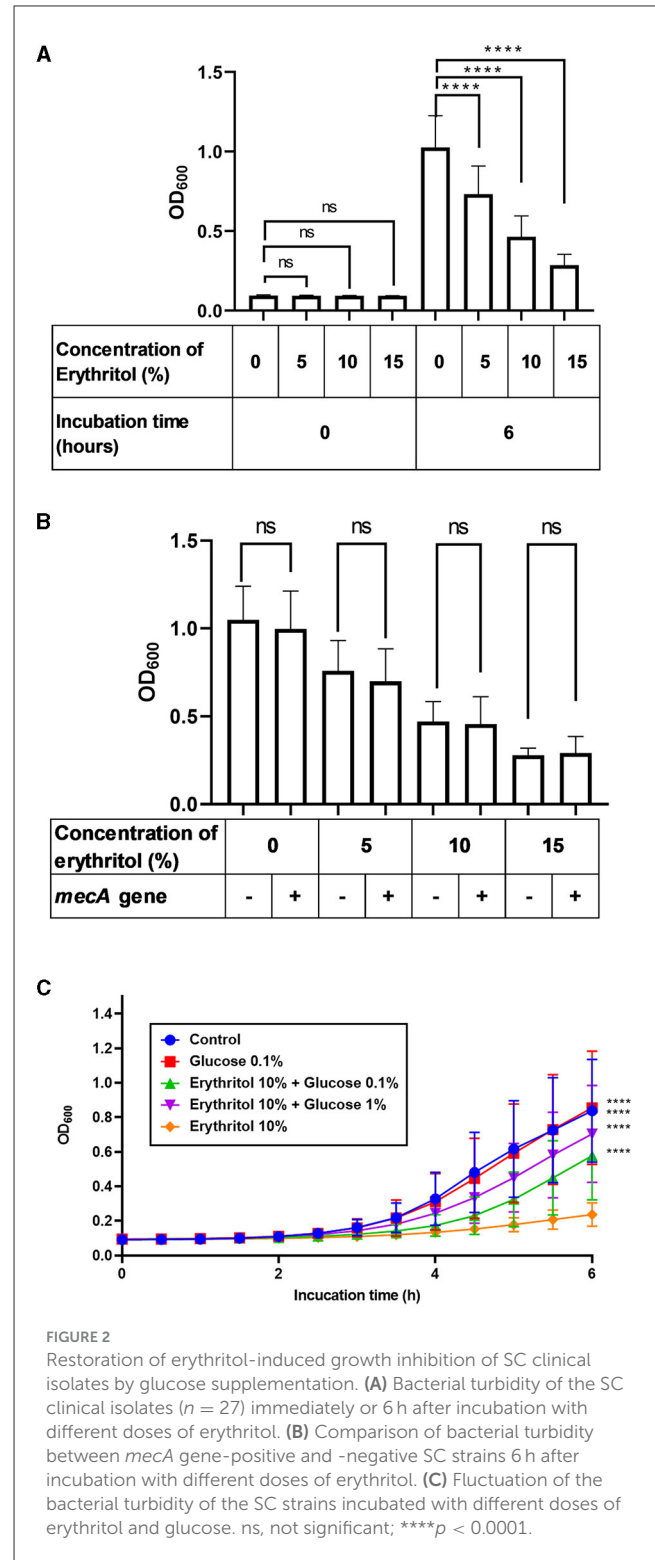 A
****
****
****
1.5
1.0
0.5
0.0
OD600
ns
ns
ns
Concentration of Erythritol (%) 0 5 10 15 0 5 10 15
Incubation time (hours) 0 6
B
ns ns ns ns
1.5
1.0
0.5
0.0
OD600
Concentration of erythritol (%) 0 5 10 15
mecA gene - + - + - + - +
C
1.4
1.2
1.0
0.8
0.6
0.4
0.2
0.0
OD600
Control
Glucose 0.1%
Erythritol 10% + Glucose 0.1%
Erythritol 10% + Glucose 1%
Erythritol 10%
****
****
****
****
0 2 4 6
Incucation time (h)
FIGURE 2
Restoration of erythritol-induced growth inhibition of SC clinical
isolates by glucose supplementation. (A) Bacterial turbidity of the SC
clinical isolates (n = 27) immediately or 6 h after incubation with
different doses of erythritol. (B) Comparison of bacterial turbidity
between mecA gene-positive and -negative SC strains 6 h after
incubation with different doses of erythritol. (C) Fluctuation of the
bacterial turbidity of the SC strains incubated with different doses of
erythritol and glucose. ns, not significant; ****p < 0.0001.